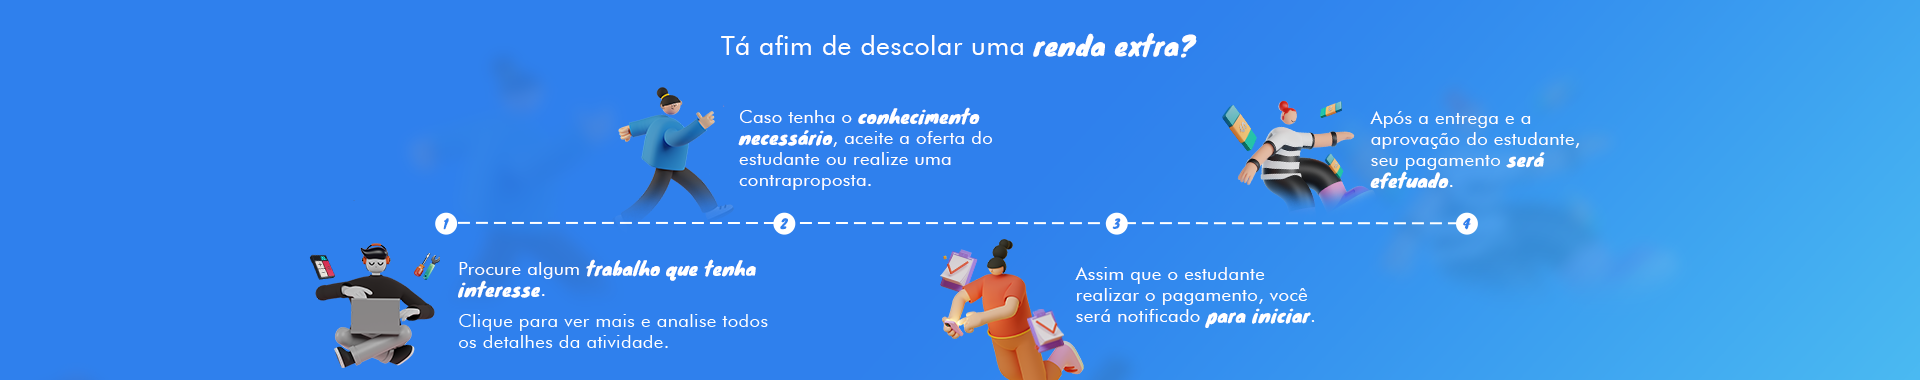 Tá afim de descolar uma renda extra?
1
Procure algum trabalho que tenha
interesse.
Clique para ver mais e analise todos
os detalhes da atividade.
2
Caso tenha o conhecimento
necessário, aceite a oferta do
estudante ou realize uma
contraproposta.
3
Assim que o estudante
realizar o pagamento, você
será notificado para iniciar.
4
Após a entrega e a
aprovação do estudante,
seu pagamento será
efetuado.